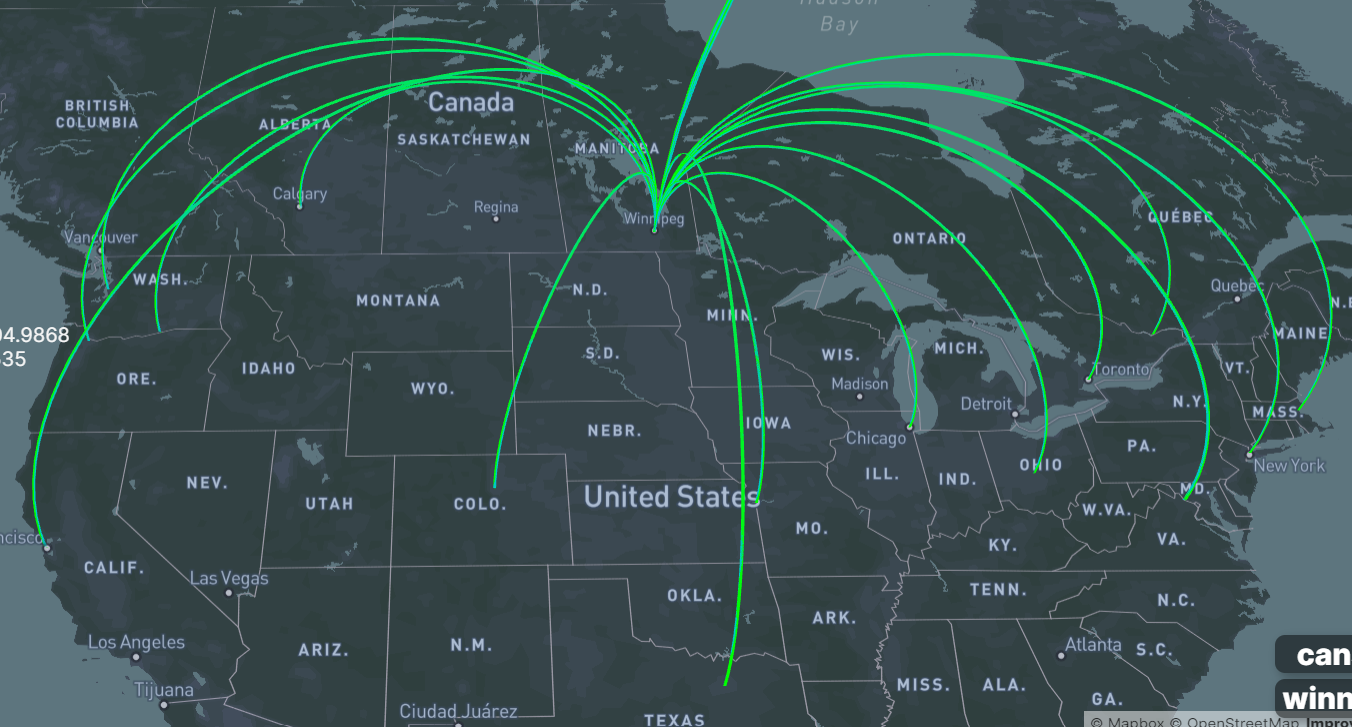 Hudson
Bay
Canada
BRITISH
COLUMBIA
ALBERTA
SASKATCHEWAN
MANITOBA
Calgary
Regina
Winnipeg
Vancouver
ONTARIO
QUÉBEC
Quebec
WASH.
MONTANA
N.D.
MINN.
N.B
MAINE
04.9868
35
ORE.
IDAHO
S.D.
WYO.
WIS.
MICH.
Madison
Toronto
VT.
Detroit
N.Y.
MASS.
NEBR.
IOWA
Chicago
PA.
New York
NEV.
UTAH
COLO.
United States
ILL.
IND.
OHIO
MD.
W.VA.
ncisco
CALIF.
MO.
KY.
VA.
Las Vegas
OKLA.
TENN.
N.C.
Los Angeles
ARIZ.
N.M.
ARK.
Atlanta
S.C.
can
Tijuana
Ciudad Juárez
TEXAS
MISS.
ALA.
GA.
winn
© Mapbox © OpenStreetMap Impro